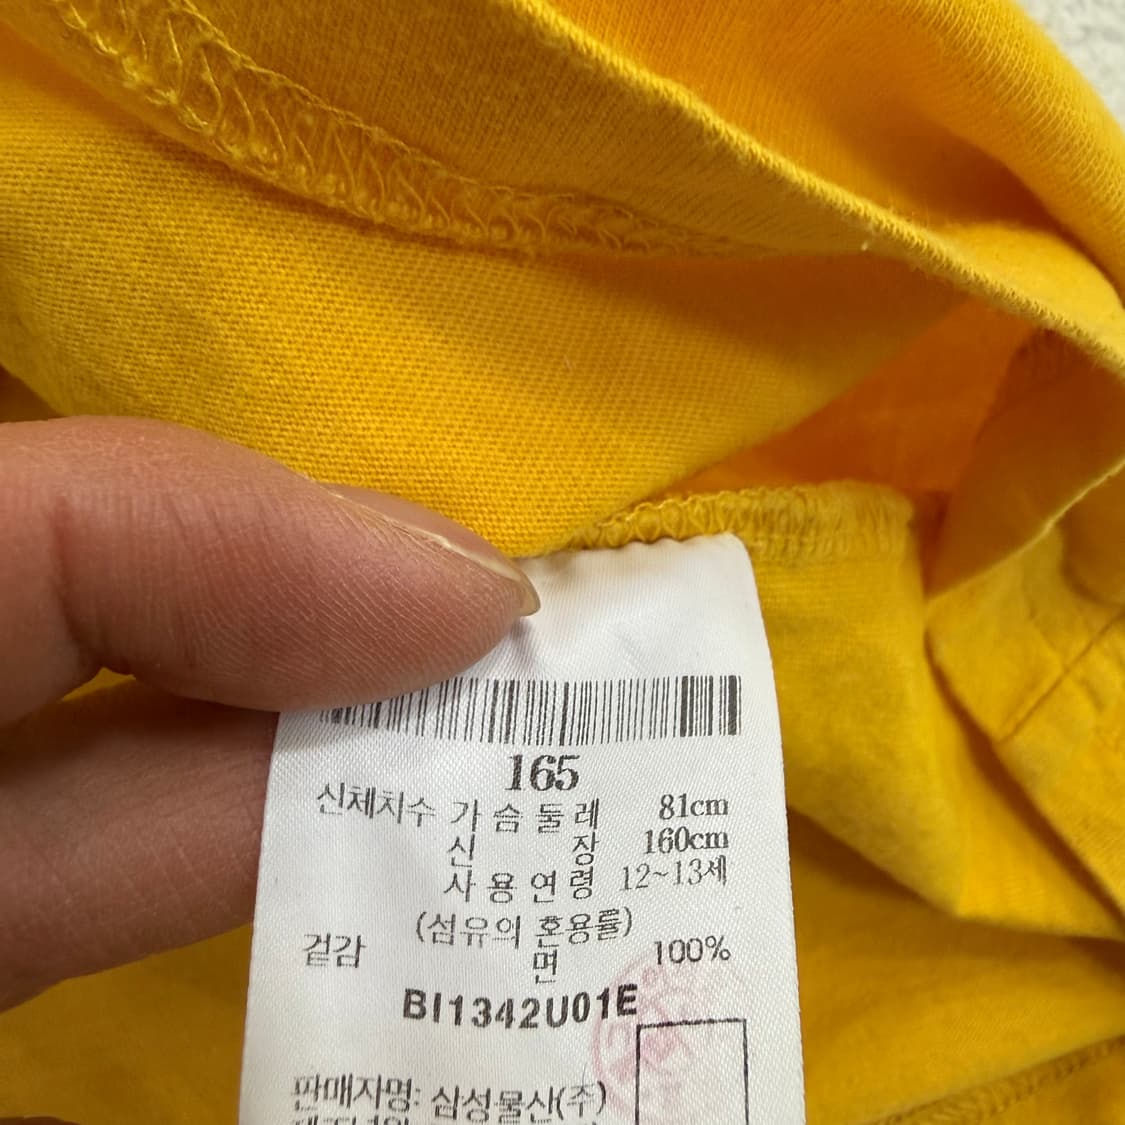 165
신체치수 가슴둘레 81cm
신장 160cm
사용연령 12~13세
(섬유의 혼용률)
겉감 면 100%
BI1342U01E
판매자명: 삼성물산(주)